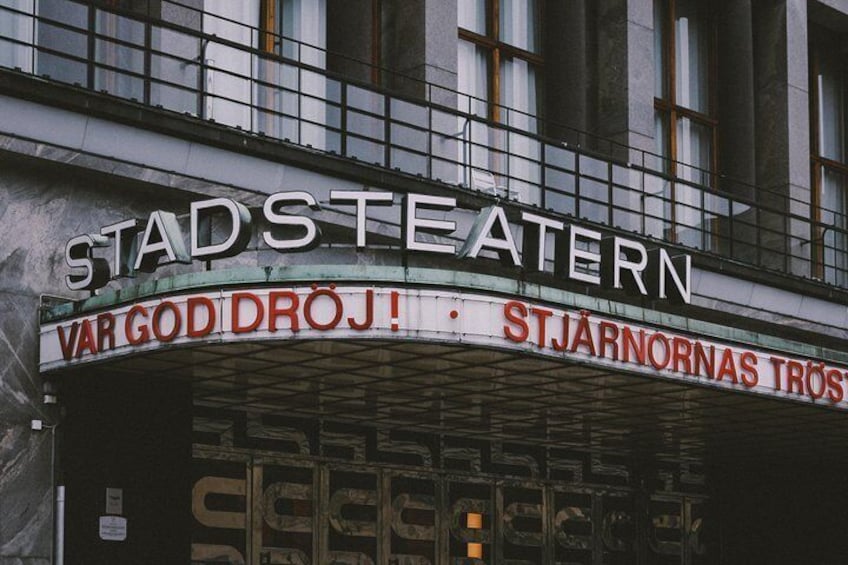 STADSTEATERN
VAR GOD DRÖJ! · STJÄRNORNAS TRÖST